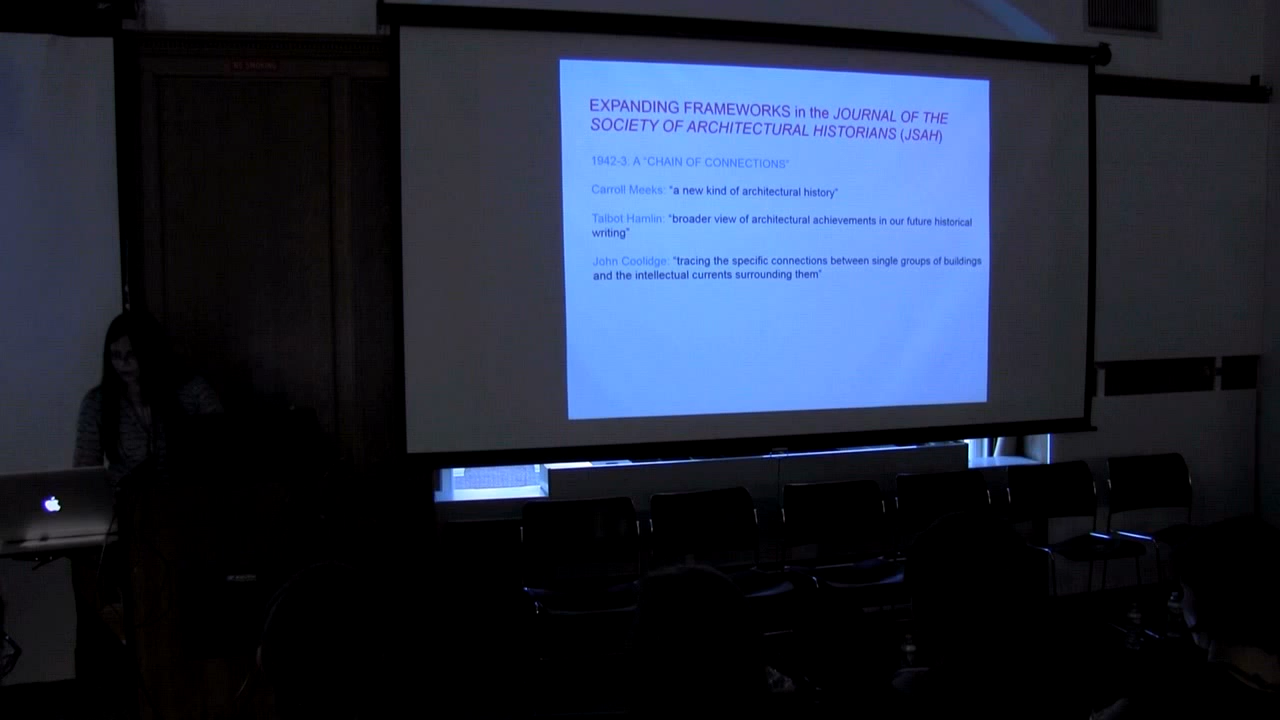 NO SMOKING
EXPANDING FRAMEWORKS in the JOURNAL OF THE
SOCIETY OF ARCHITECTURAL HISTORIANS (JSAH)
1942-3: A "CHAIN OF CONNECTIONS"
Carroll Meeks: "a new kind of architectural history"
Talbot Hamlin: "broader view of architectural achievements in our future historical
writing"
John Coolidge: "tracing the specific connections between single groups of buildings
and the intellectual currents surrounding them"